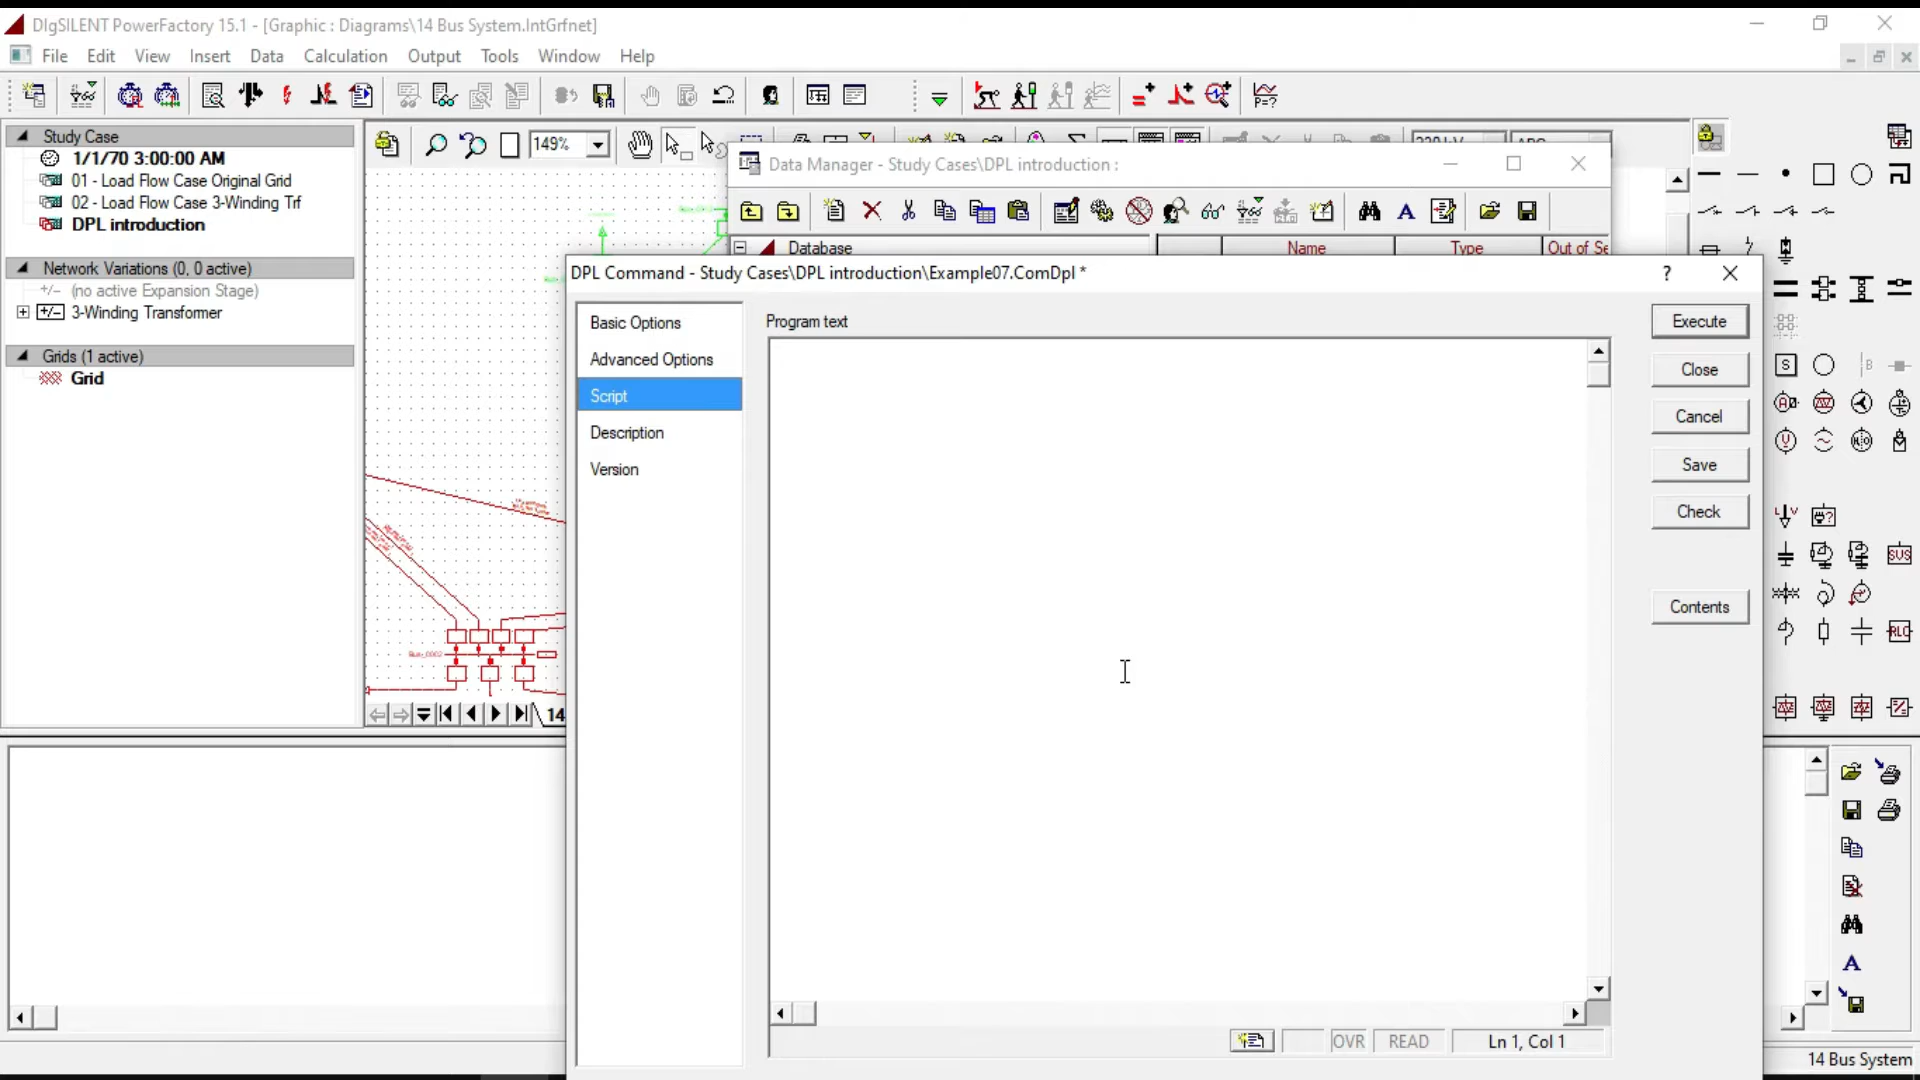 DIgSILENT PowerFactory 15.1 - [Graphic : Diagrams\14 Bus System.IntGrfnet]
File Edit View Insert Data Calculation Output Tools Window Help
Study Case
1/1/70 3:00:00 AM
01 - Load Flow Case Original Grid
02 - Load Flow Case 3-Winding Trf
DPL introduction
Network Variations (0, 0 active)
(no active Expansion Stage)
3-Winding Transformer
Grids (1 active)
Grid
149%
Data Manager - Study Cases\DPL introduction :
Database
Name Type Out of Se
DPL Command - Study Cases\DPL introduction\Example07.ComDpl *
Basic Options
Advanced Options
Script
Description
Version
Program text
Execute
Close
Cancel
Save
Check
Contents
Bus_0002
14
OVR READ Ln 1, Col 1
14 Bus System